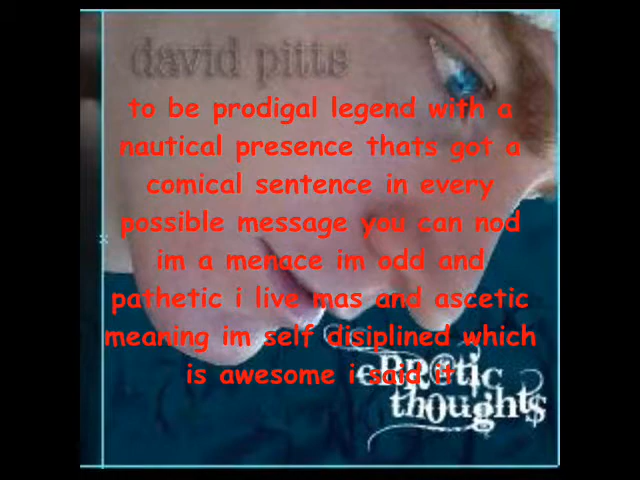 david pitts
to be prodigal legend with a
nautical presence thats got a
comical sentence in every
possible message you can nod
im a menace im odd and
pathetic i live mas and ascetic
meaning im self disiplined which
is awesome i said it
eRR@tic
thoughts